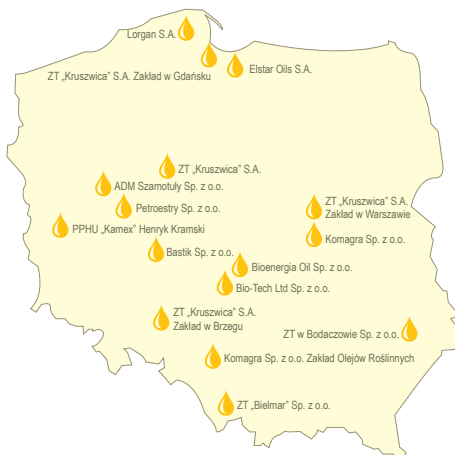 Lorgan S.A.
ZT „Kruszwica” S.A. Zakład w Gdańsku
Elstar Oils S.A.
ZT „Kruszwica” S.A.
ADM Szamotuły Sp. z o.o.
Petroestry Sp. z o.o.
ZT „Kruszwica” S.A.
Zakład w Warszawie
PPHU „Kamex” Henryk Kramski
Komagra Sp. z o.o.
Bastik Sp. z o.o.
Bioenergia Oil Sp. z o.o.
Bio-Tech Ltd Sp. z o.o.
ZT „Kruszwica” S.A.
Zakład w Brzegu
ZT w Bodaczowie Sp. z o.o.
Komagra Sp. z o.o. Zakład Olejów Roślinnych
ZT „Bielmar” Sp. z o.o.